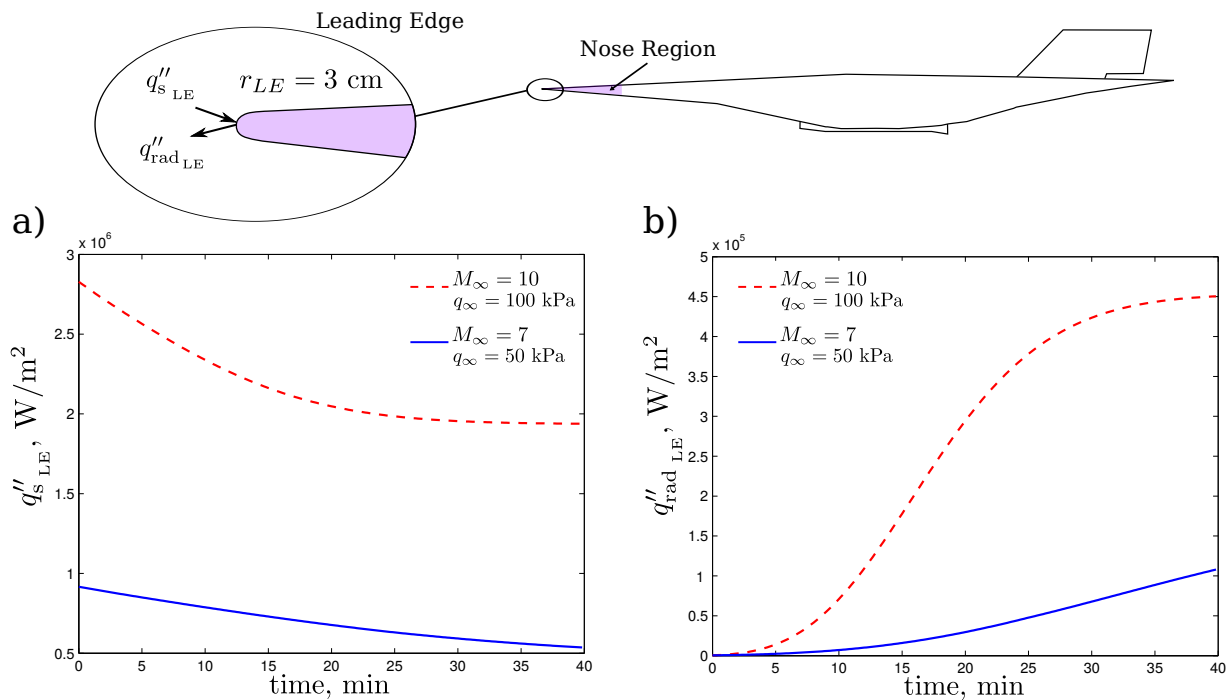 Leading Edge
Nose Region
q''s LE
r_LE = 3 cm
q''rad LE
a)
x 10^6
3
2.5
2
1.5
1
0.5
0 5 10 15 20 25 30 35 40
time, min
q''s LE, W/m^2
M∞ = 10
q∞ = 100 kPa
M∞ = 7
q∞ = 50 kPa
b)
x 10^5
5
4.5
4
3.5
3
2.5
2
1.5
1
0.5
0
0 5 10 15 20 25 30 35 40
time, min
q''rad LE, W/m^2
M∞ = 10
q∞ = 100 kPa
M∞ = 7
q∞ = 50 kPa